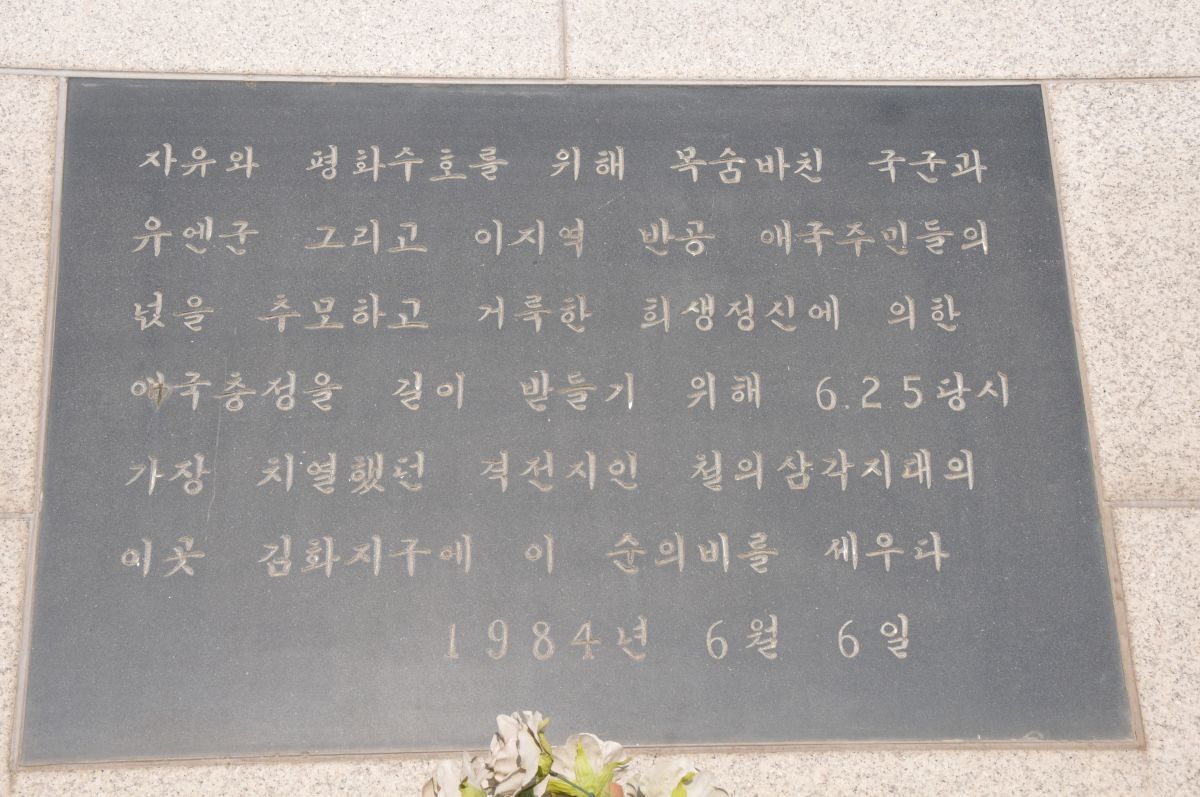 자유와 평화수호를 위해 목숨바친 국군과
유엔군 그리고 이지역 반공 애국주민들의
넋을 추모하고 거룩한 희생정신에 의한
애국충정을 길이 받들기 위해 6.25당시
가장 치열했던 격전지인 철의삼각지대의
이곳 김화지구에 이 순의비를 세우다
1984년 6월 6일